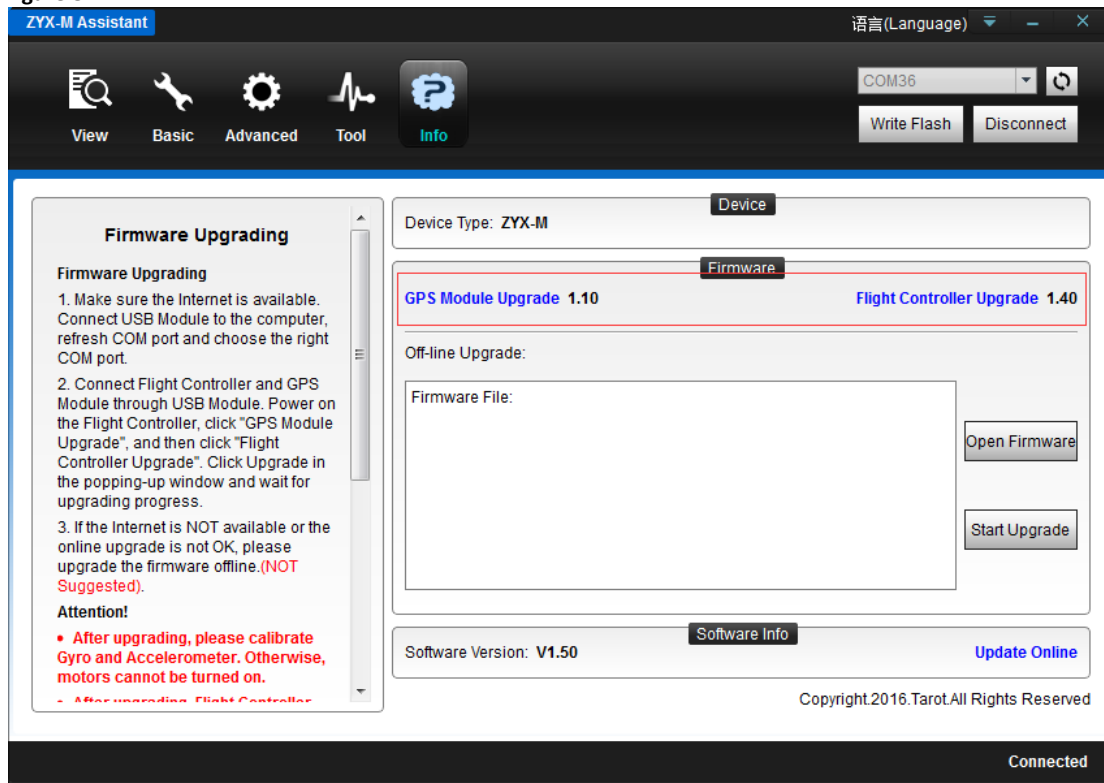 ZYX-M Assistant
语言(Language)
View
Basic
Advanced
Tool
Info
COM36
Write Flash
Disconnect
Firmware Upgrading
Firmware Upgrading
1. Make sure the Internet is available.
Connect USB Module to the computer,
refresh COM port and choose the right
COM port.
2. Connect Flight Controller and GPS
Module through USB Module. Power on
the Flight Controller, click "GPS Module
Upgrade", and then click "Flight
Controller Upgrade". Click Upgrade in
the popping-up window and wait for
upgrading progress.
3. If the Internet is NOT available or the
online upgrade is not OK, please
upgrade the firmware offline.(NOT
Suggested).
Attention!
• After upgrading, please calibrate
Gyro and Accelerometer. Otherwise,
motors cannot be turned on.
• After upgrading, Flight Controller
Device
Device Type: ZYX-M
Firmware
GPS Module Upgrade 1.10
Flight Controller Upgrade 1.40
Off-line Upgrade:
Firmware File:
Open Firmware
Start Upgrade
Software Info
Software Version: V1.50
Update Online
Copyright.2016.Tarot.All Rights Reserved
Connected